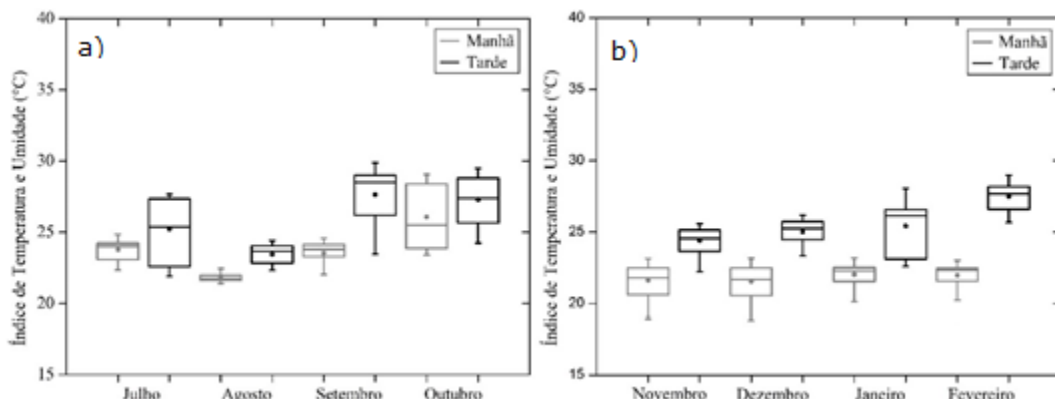 a)
Manhã
Tarde
Índice de Temperatura e Umidade (°C)
40
35
30
25
20
15
Julho Agosto Setembro Outubro
b)
Manhã
Tarde
Índice de Temperatura e Umidade (°C)
40
35
30
25
20
15
Novembro Dezembro Janeiro Fevereiro